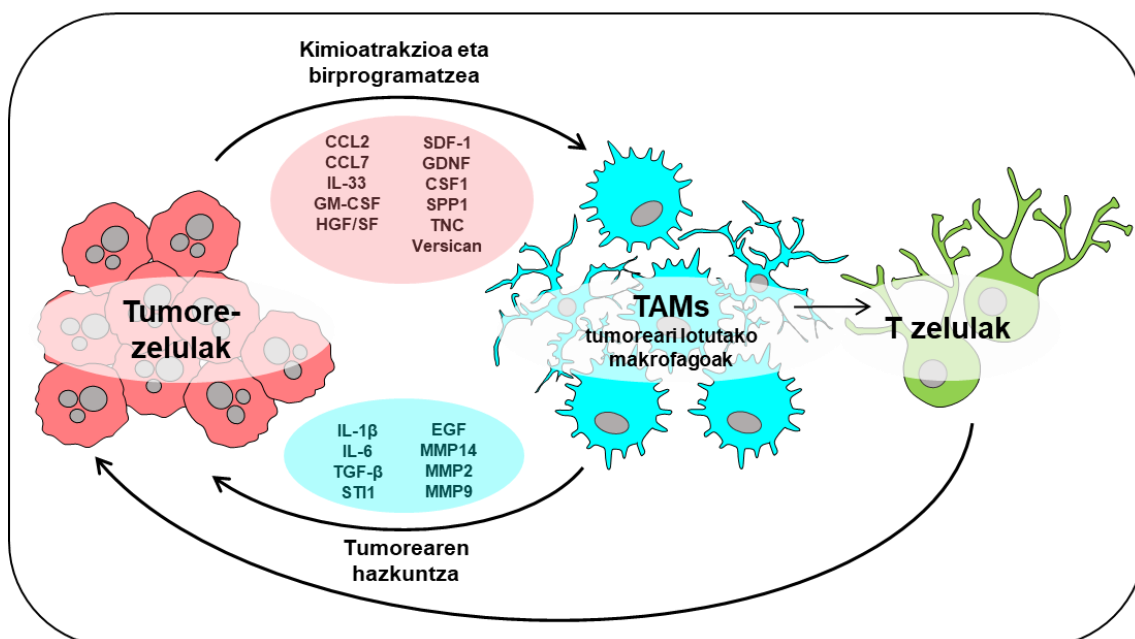 Kimioatrakzioa eta
birprogramatzea
CCL2
CCL7
IL-33
GM-CSF
HGF/SF
SDF-1
GDNF
CSF1
SPP1
TNC
Versican
Tumore-
zelulak
TAMs
tumoreari lotutako
makrofagoak
T zelulak
IL-1β
IL-6
TGF-β
STI1
EGF
MMP14
MMP2
MMP9
Tumorearen
hazkuntza